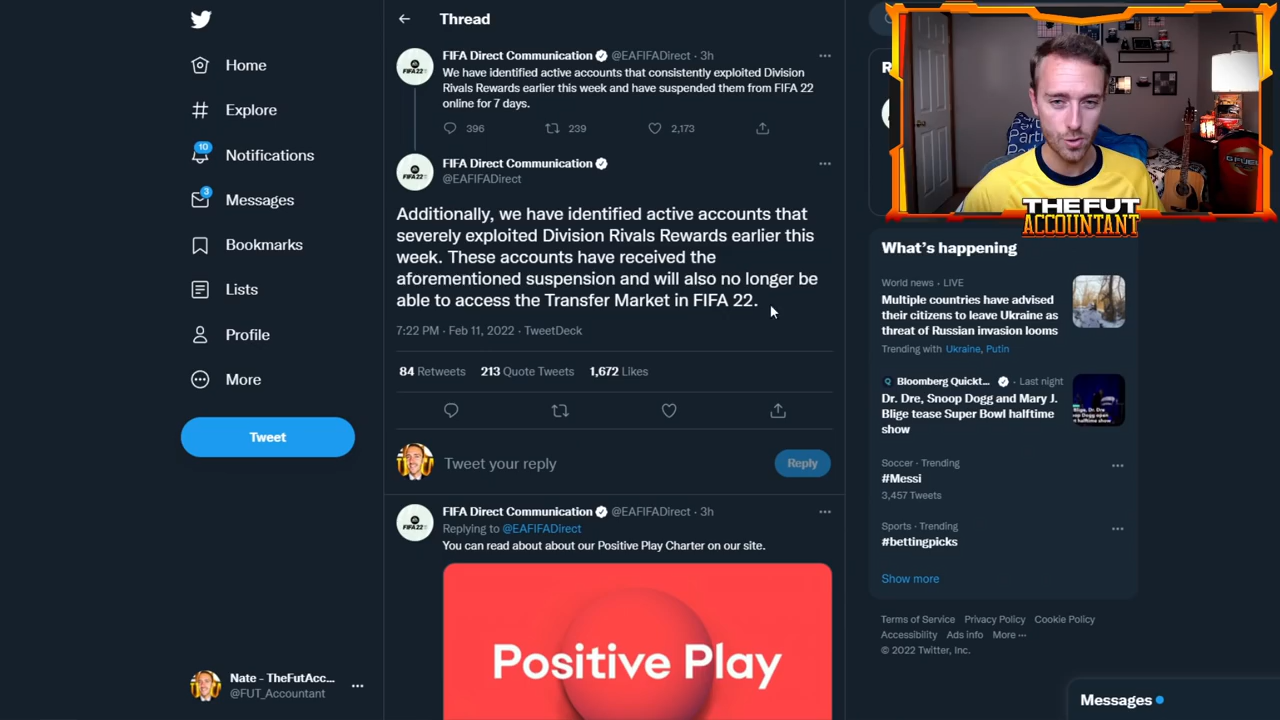 Home
Explore
10
Notifications
3
Messages
Bookmarks
Lists
Profile
More
Tweet
Nate - TheFutAcc...
@FUT_Accountant
Thread
FIFA Direct Communication @EAFIFADirect · 3h
We have identified active accounts that consistently exploited Division
Rivals Rewards earlier this week and have suspended them from FIFA 22
online for 7 days.
396 239 2,173
FIFA Direct Communication
@EAFIFADirect
Additionally, we have identified active accounts that
severely exploited Division Rivals Rewards earlier this
week. These accounts have received the
aforementioned suspension and will also no longer be
able to access the Transfer Market in FIFA 22.
7:22 PM · Feb 11, 2022 · TweetDeck
84 Retweets 213 Quote Tweets 1,672 Likes
Tweet your reply
Reply
FIFA Direct Communication @EAFIFADirect · 3h
Replying to @EAFIFADirect
You can read about about our Positive Play Charter on our site.
Positive Play
THE FUT
ACCOUNTANT
G FUEL
What's happening
World news · LIVE
Multiple countries have advised
their citizens to leave Ukraine as
threat of Russian invasion looms
Trending with Ukraine, Putin
Bloomberg Quickt... · Last night
Dr. Dre, Snoop Dogg and Mary J.
Blige tease Super Bowl halftime
show
Soccer · Trending
#Messi
3,457 Tweets
Sports · Trending
#bettingpicks
Show more
Terms of Service Privacy Policy Cookie Policy
Accessibility Ads info More ···
© 2022 Twitter, Inc.
Messages